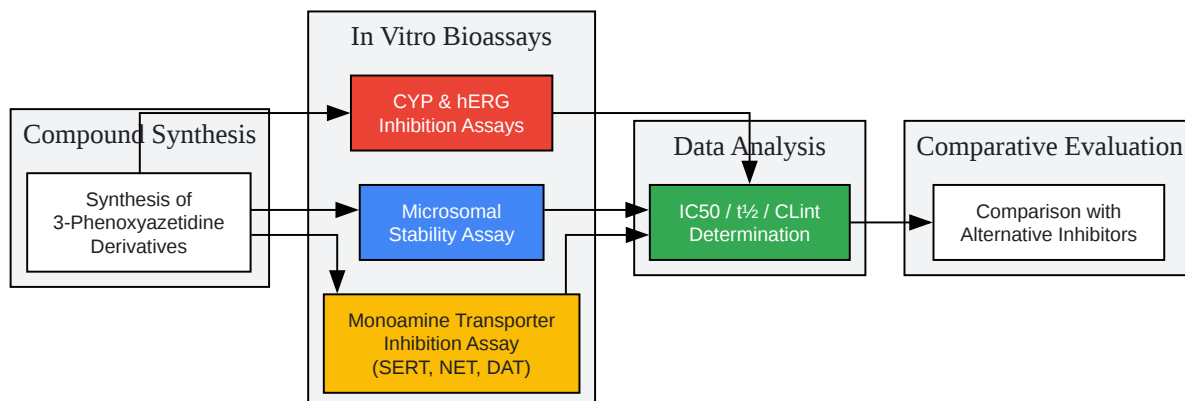 Compound Synthesis
Synthesis of
3-Phenoxyazetidine
Derivatives
In Vitro Bioassays
CYP & hERG
Inhibition Assays
Microsomal
Stability Assay
Monoamine Transporter
Inhibition Assay
(SERT, NET, DAT)
Data Analysis
IC50 / t½ / CLint
Determination
Comparative Evaluation
Comparison with
Alternative Inhibitors